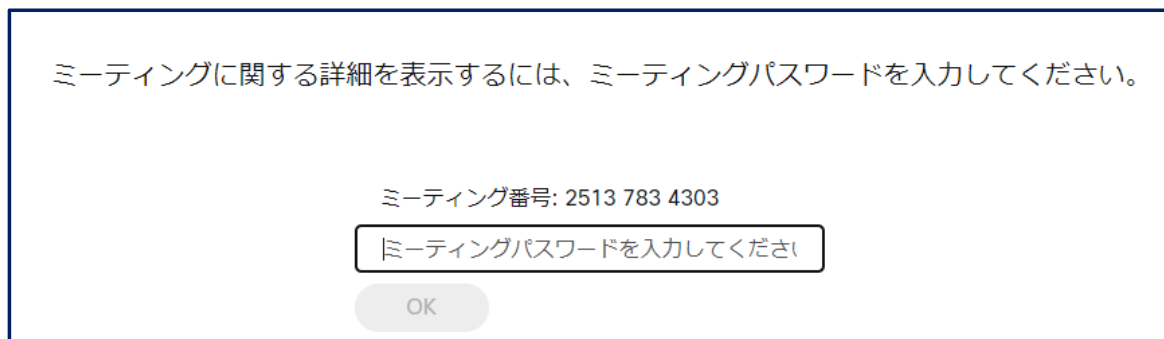 ミーティングに関する詳細を表示するには、ミーティングパスワードを入力してください。
ミーティング番号: 2513 783 4303
ミーティングパスワードを入力してくださ
OK